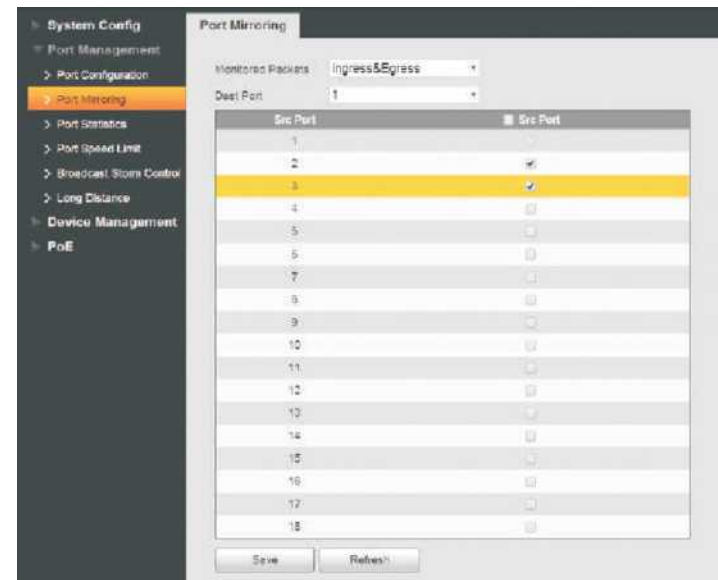 System Config
Port Management
Port Configuration
Port Mirroring
Port Statistics
Port Speed Limit
Broadcast Storm Control
Long Distance
Device Management
PoE
Port Mirroring
Monitored Packets Ingress&Egress
Dest Port 1
Src Port Src Port
1
2
3
4
5
6
7
8
9
10
11
12
13
14
15
16
17
18
Save Refresh